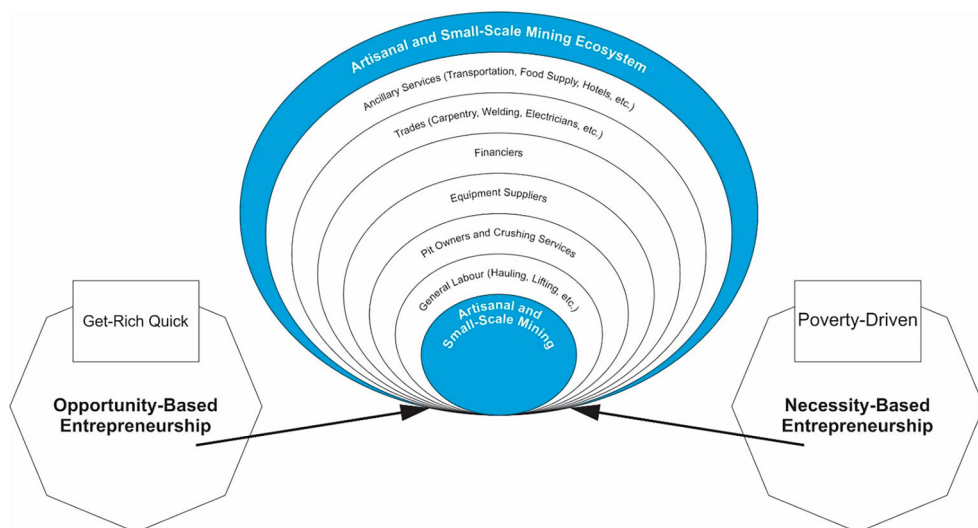 Artisanal and Small-Scale Mining Ecosystem
Ancillary Services (Transportation, Food Supply, Hotels, etc.)
Trades (Carpentry, Welding, Electricians, etc.)
Financiers
Equipment Suppliers
Pit Owners and Crushing Services
General Labour (Hauling, Lifting, etc.)
Artisanal and
Small-Scale Mining
Get-Rich Quick
Opportunity-Based
Entrepreneurship
Poverty-Driven
Necessity-Based
Entrepreneurship